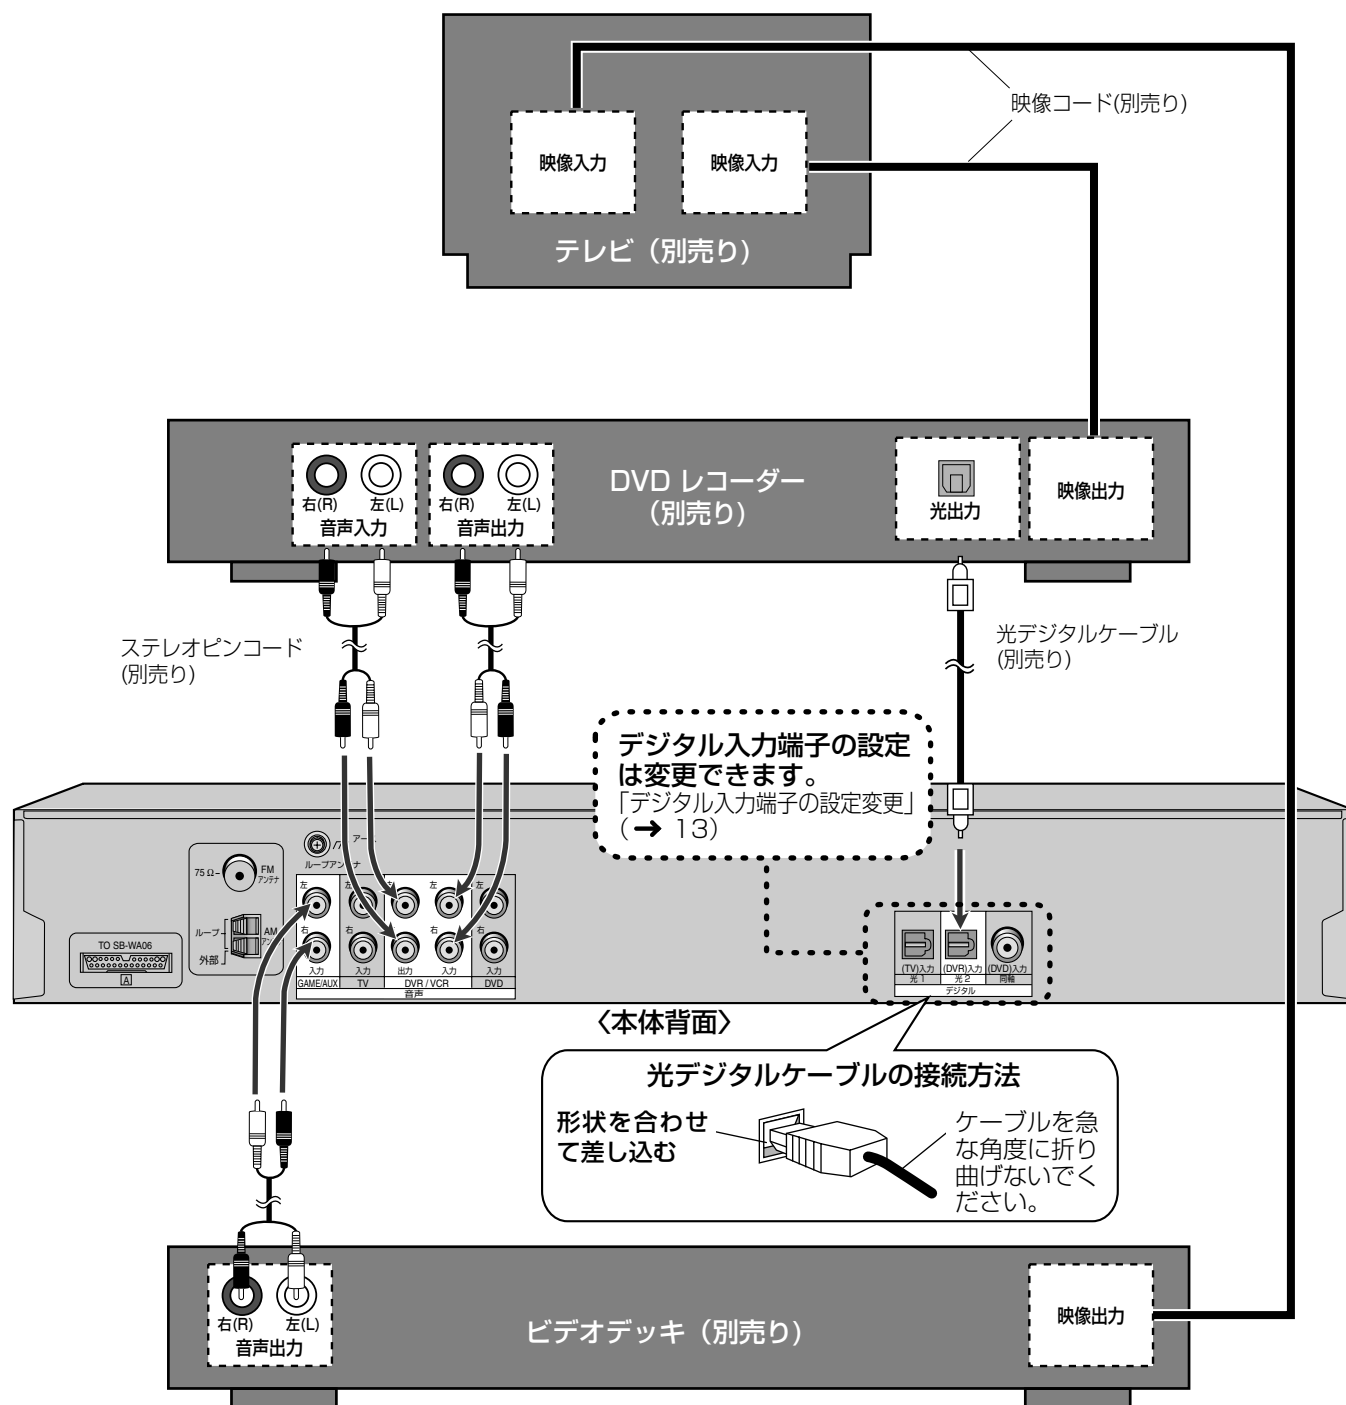 映像コード(別売り)
映像入力
映像入力
テレビ（別売り)
右(R)
左(L)
音声入力
右(R)
左(L)
音声出力
DVD レコーダー
（別売り)
光出力
映像出力
ステレオピンコード
(別売り)
光デジタルケーブル
(別売り)
デジタル入力端子の設定
は変更できます。
「デジタル入力端子の設定変更」
(➔ 13)
75 Ω
FM
アンテナ
ループ
外部
AM
TO SB-WA06
A
ループアンテナ
左
左
左
左
右
右
右
右
入力
入力
出力
入力
入力
GAME/AUX
TV
DVR / VCR
DVD
音声
(TV)入力
(DVR)入力
(DVD)入力
光 1
光 2
同軸
デジタル
〈本体背面〉
光デジタルケーブルの接続方法
形状を合わせ
て差し込む
ケーブルを急
な角度に折り
曲げないでく
ださい。
右(R)
左(L)
音声出力
ビデオデッキ（別売り)
映像出力